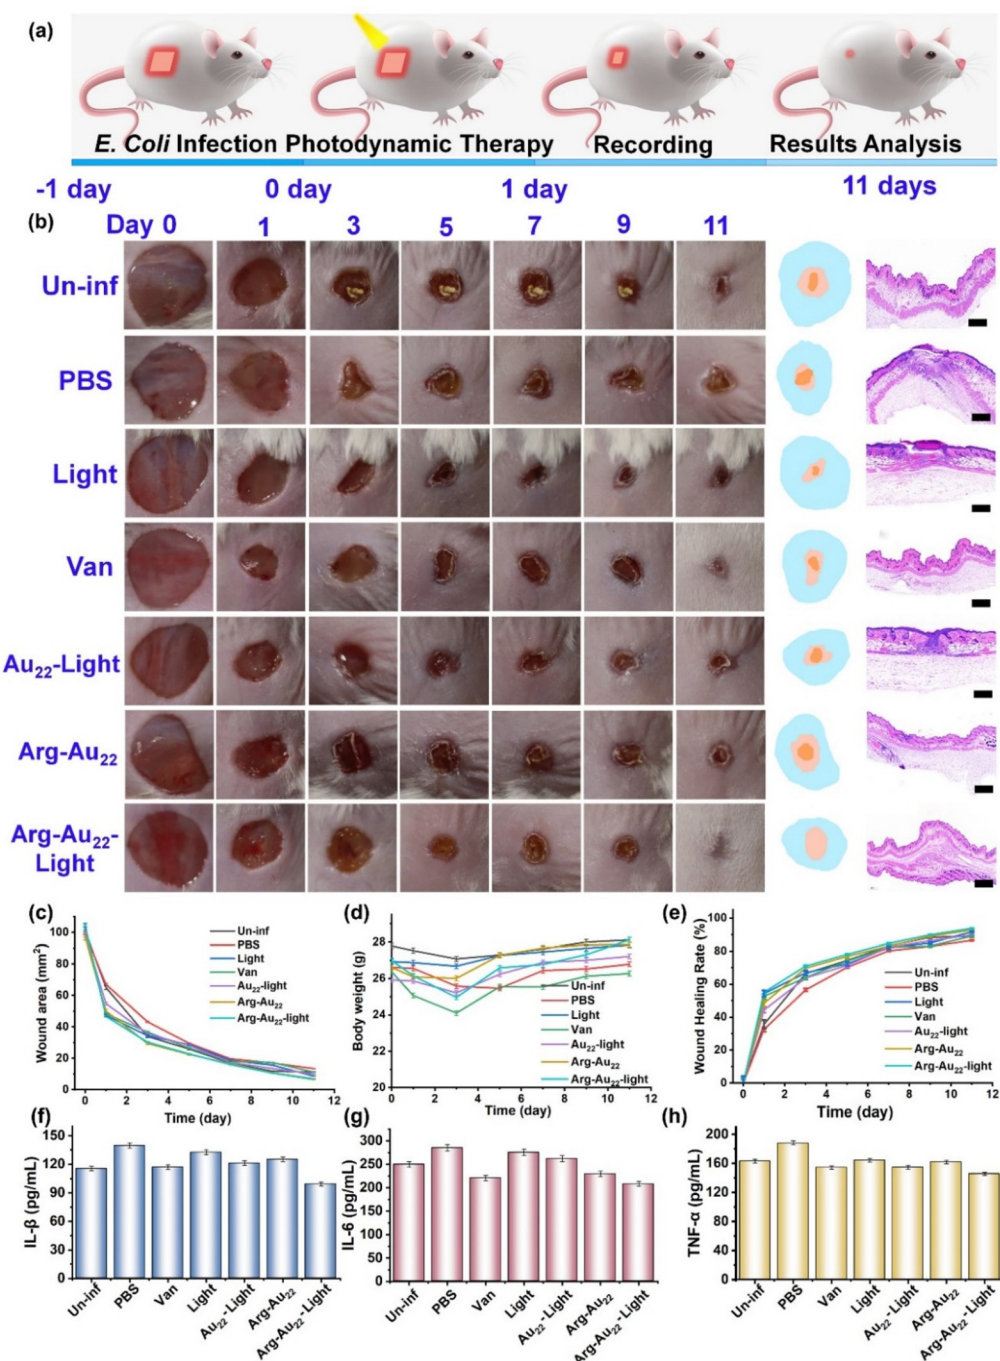 (a)
E. Coli Infection Photodynamic Therapy Recording Results Analysis
-1 day 0 day 1 day 11 days
(b) Day 0 1 3 5 7 9 11
Un-inf
PBS
Light
Van
Au22-Light
Arg-Au22
Arg-Au22-
Light
(c)
Wound area (mm2)
100
80
60
40
20
0
Un-inf
PBS
Light
Van
Au22-light
Arg-Au22
Arg-Au22-light
0 2 4 6 8 10 12
Time (day)
(d)
Body weight (g)
28
26
24
22
20
Un-inf
PBS
Light
Van
Au22-light
Arg-Au22
Arg-Au22-light
0 2 4 6 8 10 12
Time (day)
(e)
Wound Healing Rate (%)
100
80
60
40
20
0
Un-inf
PBS
Light
Van
Au22-light
Arg-Au22
Arg-Au22-light
0 2 4 6 8 10 12
Time (day)
(f)
IL-β (pg/mL)
150
120
90
60
30
0
Un-inf PBS Van Light Au22-Light Arg-Au22 Arg-Au22-Light
(g)
IL-6 (pg/mL)
300
250
200
150
100
50
0
Un-inf PBS Van Light Au22-Light Arg-Au22 Arg-Au22-Light
(h)
TNF-α (pg/mL)
200
160
120
80
40
0
Un-inf PBS Van Light Au22-Light Arg-Au22 Arg-Au22-Light